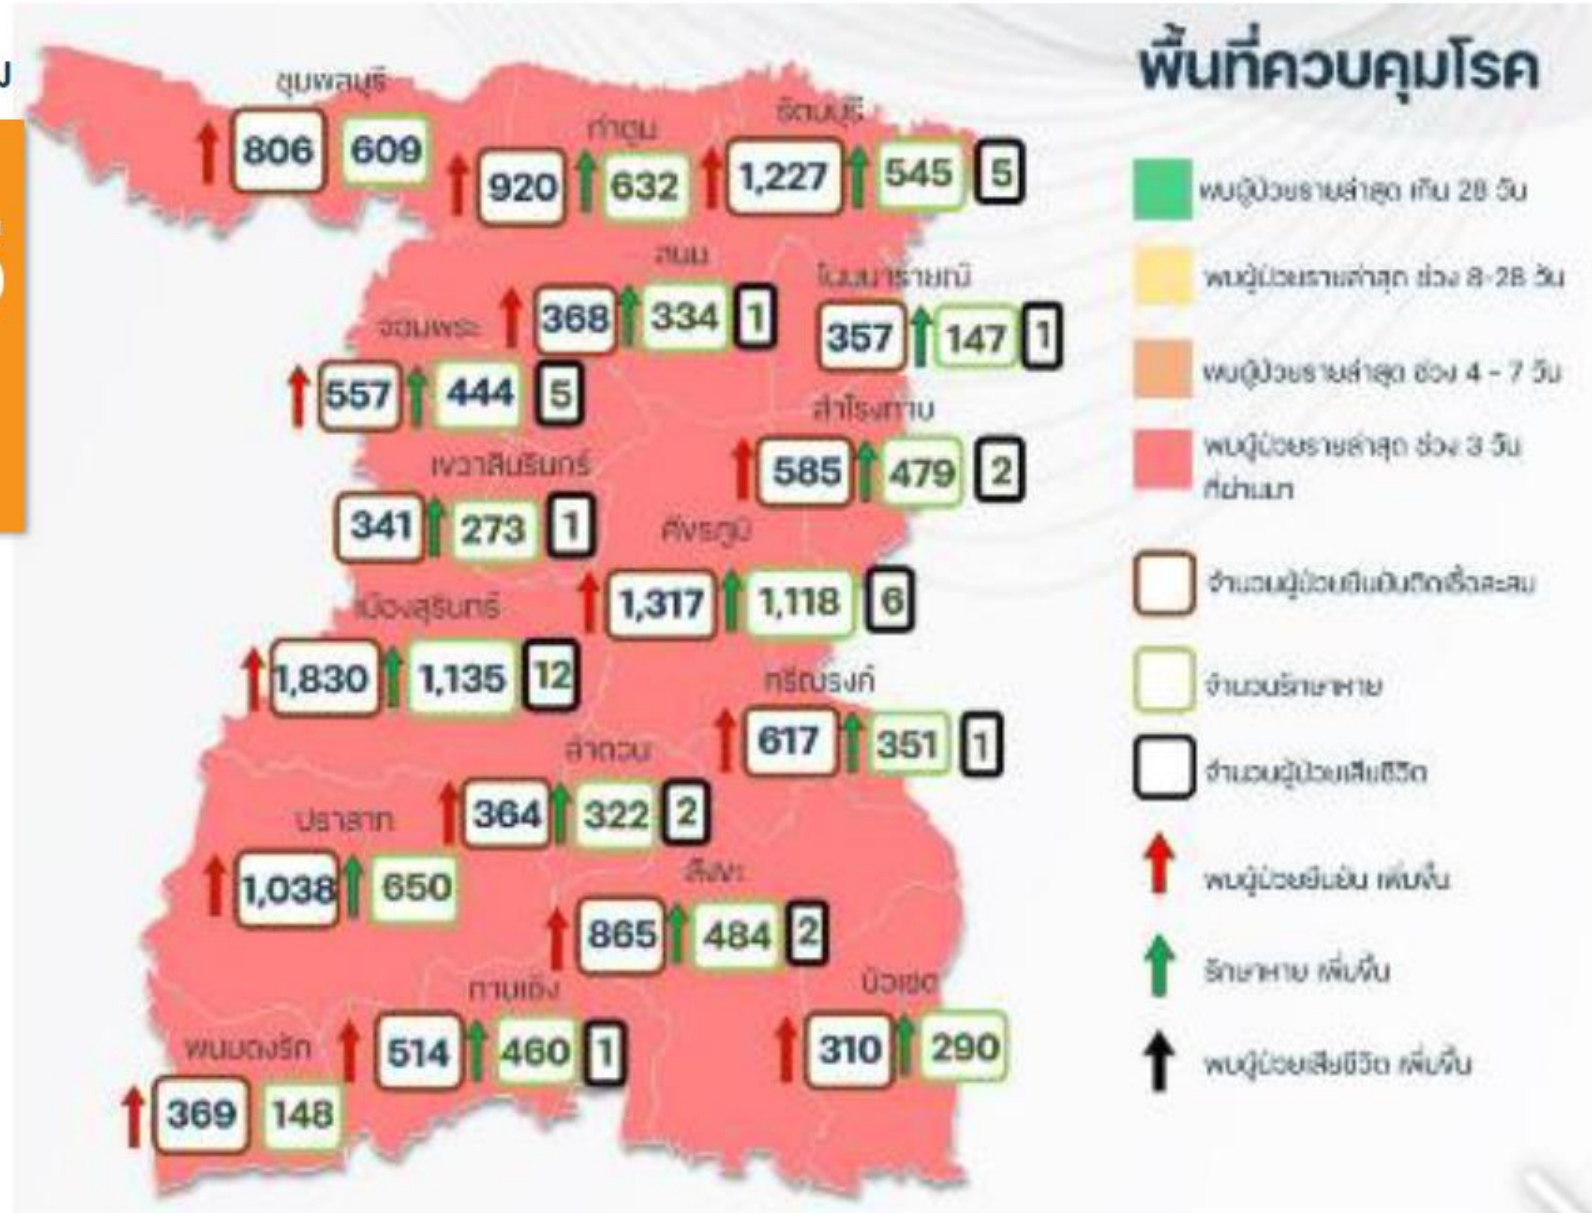 พื้นที่ควบคุมโรค
ชุมพลบุรี
806 609
ท่าตูม
920 632
รัตนบุรี
1,227 545 5
สนม
368 334 1
โนนนารายณ์
357 147 1
จอมพระ
557 444 5
สำโรงทาบ
585 479 2
เขวาสินรินทร์
341 273 1
ศีขรภูมิ
1,317 1,118 6
เมืองสุรินทร์
1,830 1,135 12
ศรีณรงค์
617 351 1
ลำดวน
364 322 2
ปราสาท
1,038 650
สังขะ
865 484 2
กาบเชิง
514 460 1
บัวเชด
310 290
พนมดงรัก
369 148
พบผู้ป่วยรายล่าสุด เกิน 28 วัน
พบผู้ป่วยรายล่าสุด ช่วง 8-28 วัน
พบผู้ป่วยรายล่าสุด ช่วง 4 - 7 วัน
พบผู้ป่วยรายล่าสุด ช่วง 3 วัน
ที่ผ่านมา
จำนวนผู้ป่วยยืนยันติดเชื้อสะสม
จำนวนรักษาหาย
จำนวนผู้ป่วยเสียชีวิต
พบผู้ป่วยยืนยัน เพิ่มขึ้น
รักษาหาย เพิ่มขึ้น
พบผู้ป่วยเสียชีวิต เพิ่มขึ้น